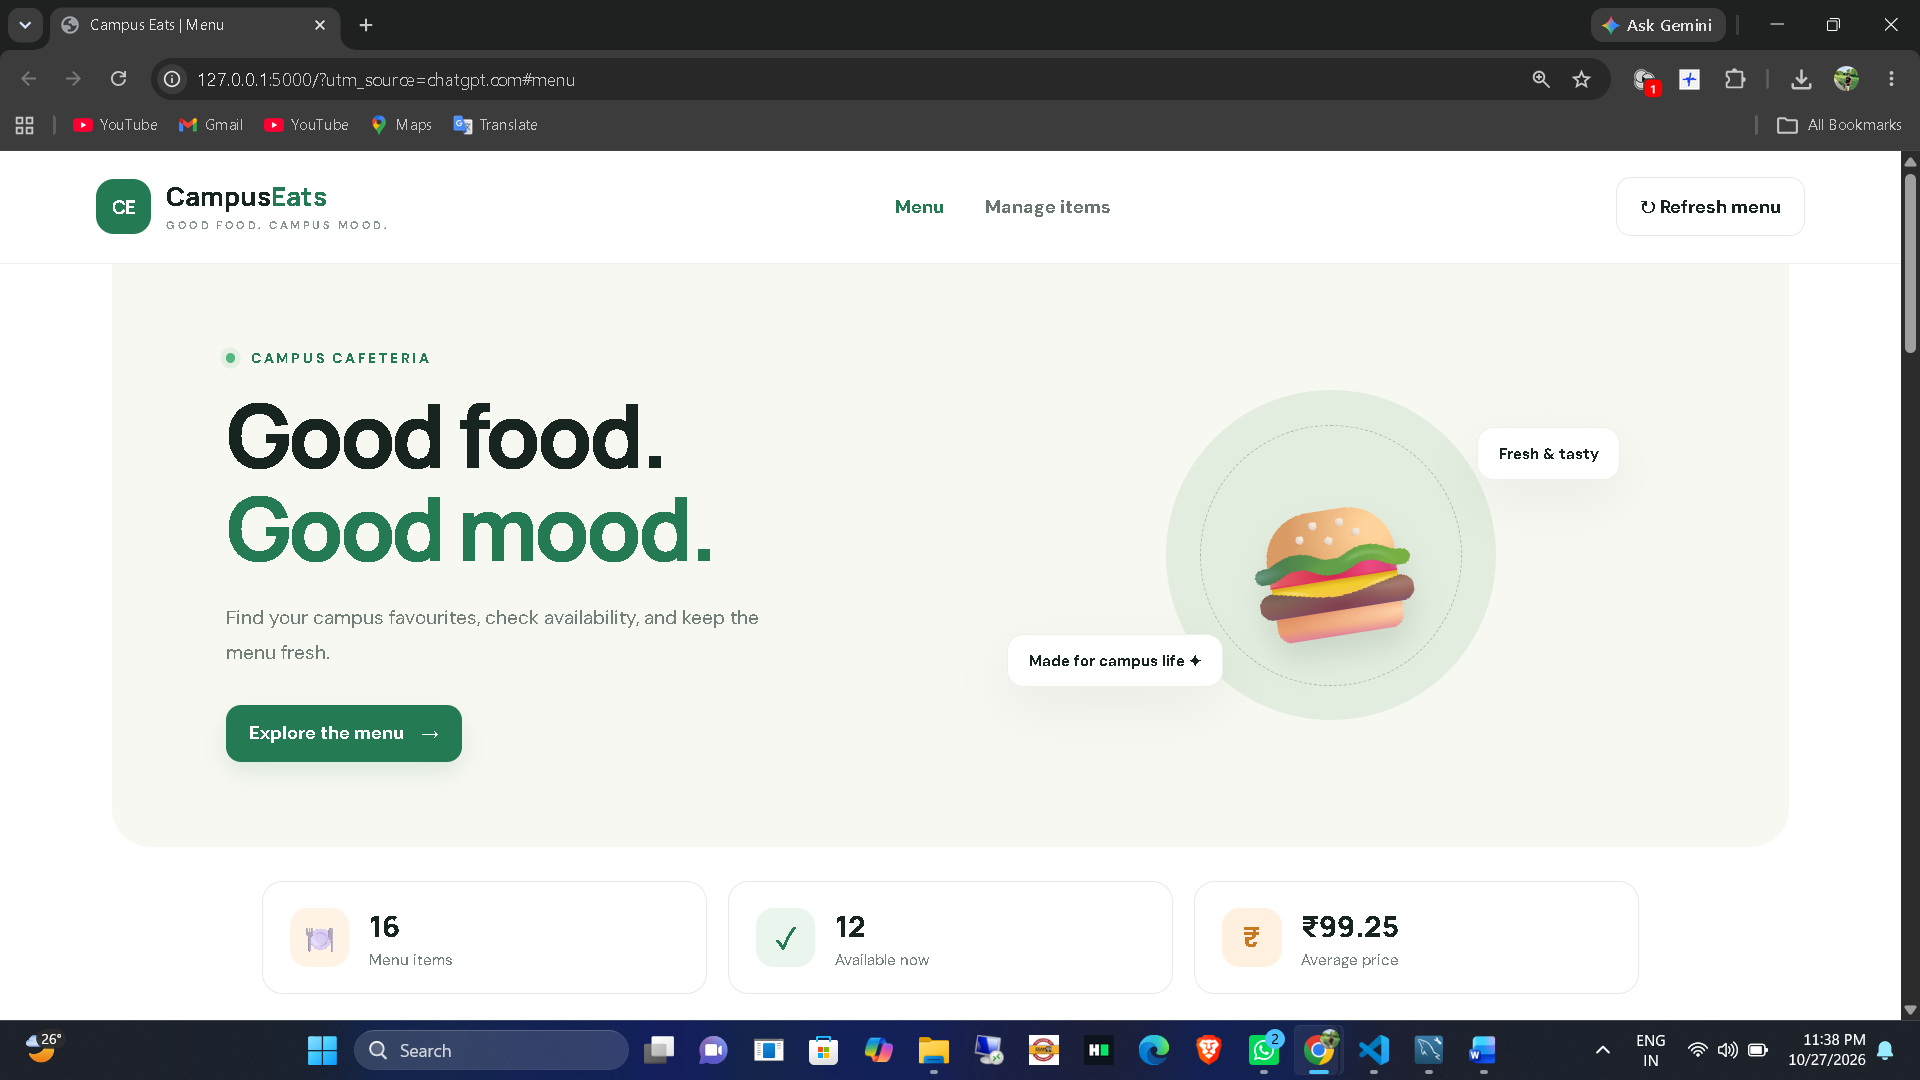 Campus Eats | Menu
Ask Gemini
127.0.0.1:5000/?utm_source=chatgpt.com#menu
1
YouTube
Gmail
YouTube
Maps
Translate
All Bookmarks
CE
CampusEats
GOOD FOOD. CAMPUS MOOD.
Menu
Manage items
↻ Refresh menu
CAMPUS CAFETERIA
Good food.
Good mood.
Find your campus favourites, check availability, and keep the
menu fresh.
Explore the menu →
Fresh & tasty
Made for campus life ✦
16
Menu items
✓
12
Available now
₹
₹99.25
Average price
26°
Search
2
ENG
IN
11:38 PM
10/27/2026